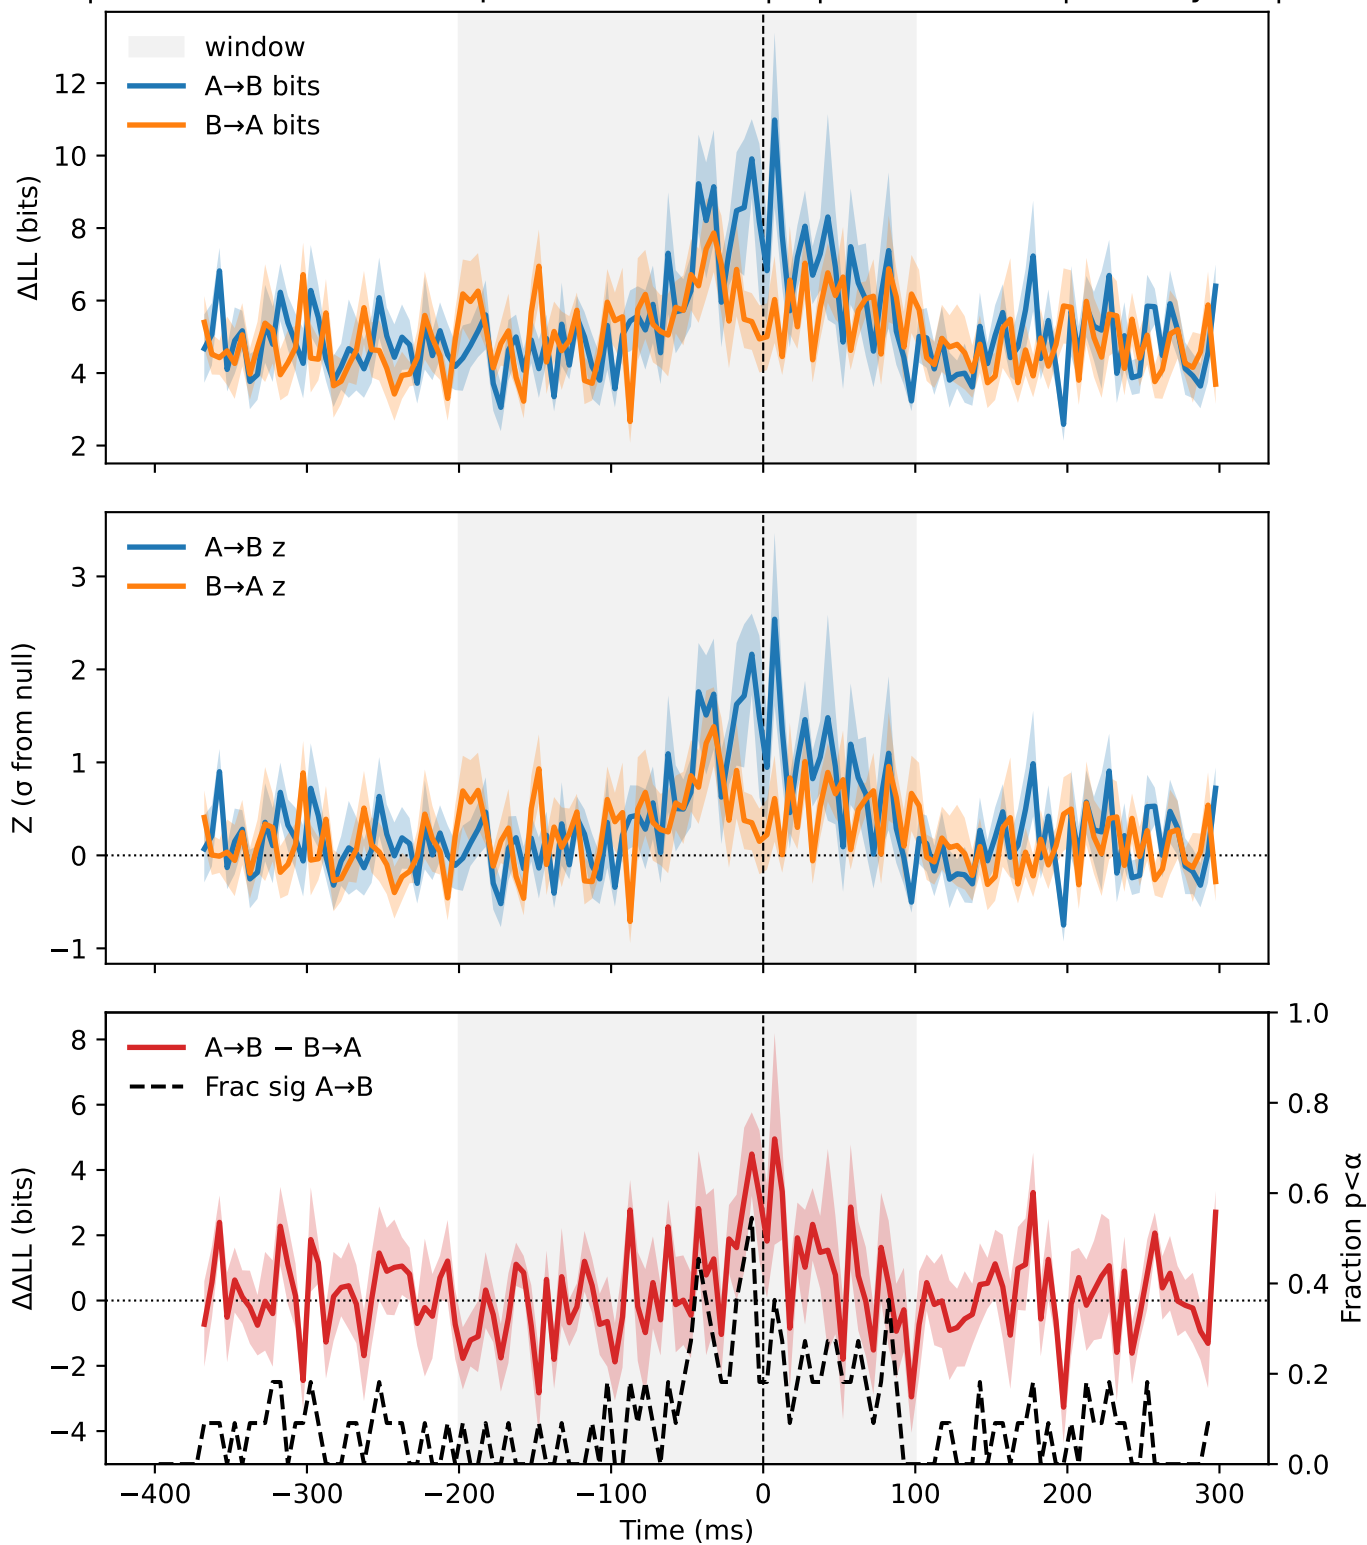 window
A→B bits
B→A bits
ΔLL (bits)
12
10
8
6
4
2
A→B z
B→A z
Z (σ from null)
3
2
1
0
−1
A→B − B→A
Frac sig A→B
ΔΔLL (bits)
8
6
4
2
0
−2
−4
1.0
0.8
0.6
0.4
0.2
0.0
Fraction p<α
−400
−300
−200
−100
0
100
200
300
Time (ms)